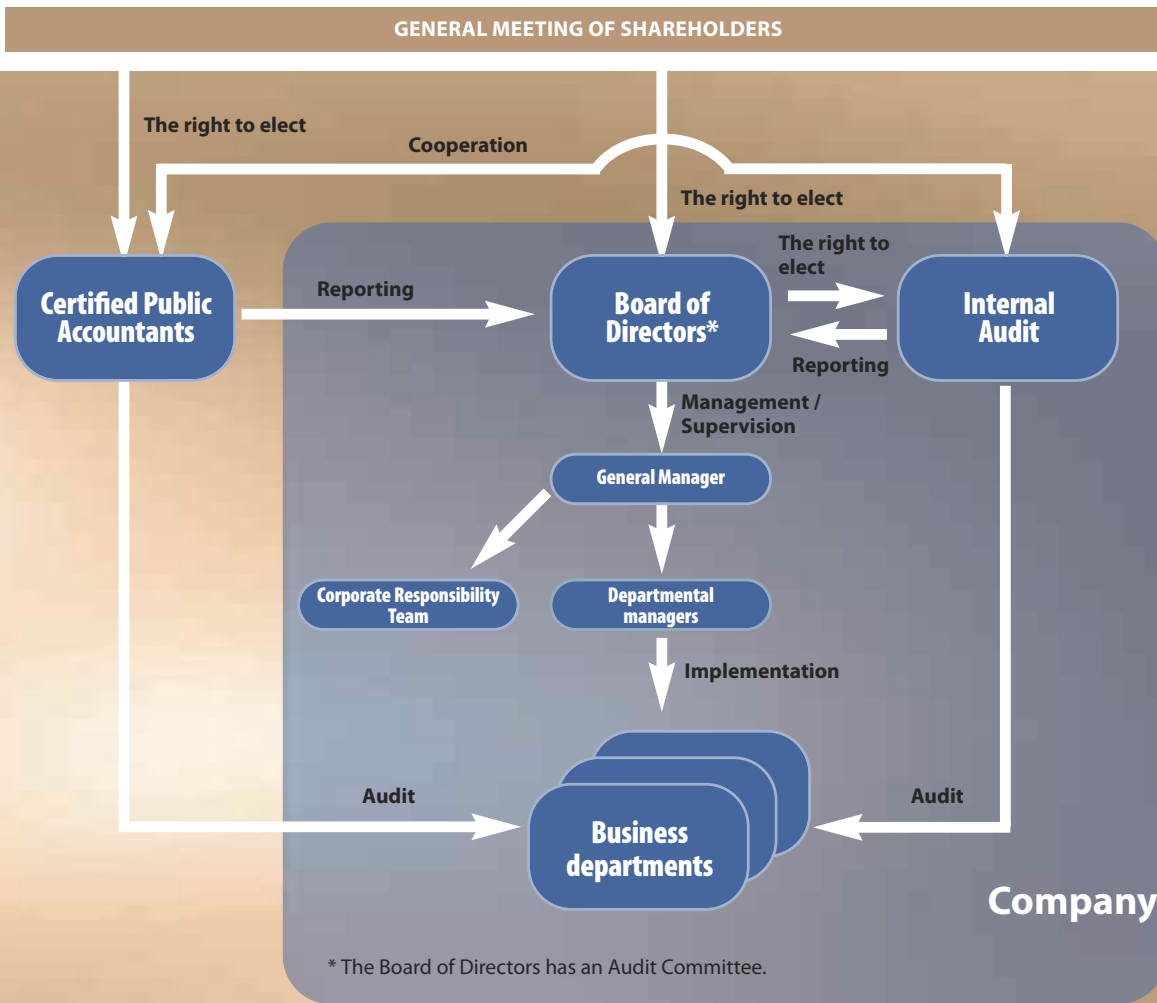 GENERAL MEETING OF SHAREHOLDERS
The right to elect
Cooperation
The right to elect
The right to
elect
Certified Public
Accountants
Reporting
Board of
Directors*
Internal
Audit
Reporting
Management /
Supervision
General Manager
Corporate Responsibility
Team
Departmental
managers
Implementation
Audit
Audit
Business
departments
Company
* The Board of Directors has an Audit Committee.